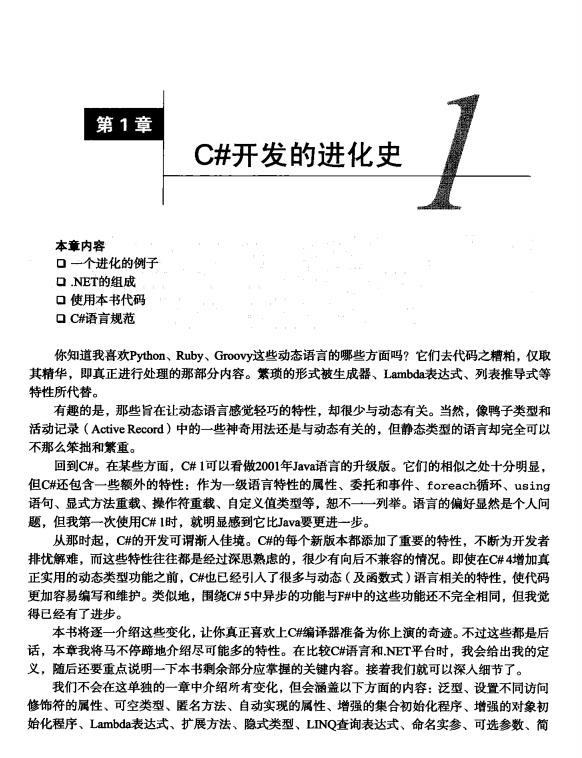 第1章
C#开发的进化史
1
本章内容
❑ 一个进化的例子
❑ .NET的组成
❑ 使用本书代码
❑ C#语言规范
你知道我喜欢Python、Ruby、Groovy这些动态语言的哪些方面吗？它们去代码之糟粕，仅取
其精华，即真正进行处理的那部分内容。繁琐的形式被生成器、Lambda表达式、列表推导式等
特性所代替。
有趣的是，那些旨在让动态语言感觉轻巧的特性，却很少与动态有关。当然，像鸭子类型和
活动记录（Active Record）中的一些神奇用法还是与动态有关的，但静态类型的语言却完全可以
不那么笨拙和繁重。
回到C#。在某些方面，C# 1可以看做2001年Java语言的升级版。它们的相似之处十分明显，
但C#还包含一些额外的特性：作为一级语言特性的属性、委托和事件、foreach循环、using
语句、显式方法重载、操作符重载、自定义值类型等，恕不一一列举。语言的偏好显然是个人问
题，但我第一次使用C# 1时，就明显感到它比Java要更进一步。
从那时起，C#的开发可谓渐入佳境。C#的每个新版本都添加了重要的特性，不断为开发者
排忧解难，而这些特性往往都是经过深思熟虑的，很少有向后不兼容的情况。即使在C# 4增加真
正实用的动态类型功能之前，C#也已经引入了很多与动态（及函数式）语言相关的特性，使代码
更加容易编写和维护。类似地，围绕C# 5中异步的功能与F#中的这些功能还不完全相同，但我觉
得已经有了进步。
本书将逐一介绍这些变化，让你真正喜欢上C#编译器准备为你上演的奇迹。不过这些都是后
话，本章我将马不停蹄地介绍尽可能多的特性。在比较C#语言和.NET平台时，我会给出我的定
义，随后还要重点说明一下本书剩余部分应掌握的关键内容。接着我们就可以深入细节了。
我们不会在这单独的一章中介绍所有变化，但会涵盖以下方面的内容：泛型、设置不同访问
修饰符的属性、可空类型、匿名方法、自动实现的属性、增强的集合初始化程序、增强的对象初
始化程序、Lambda表达式、扩展方法、隐式类型、LINQ查询表达式、命名实参、可选参数、简